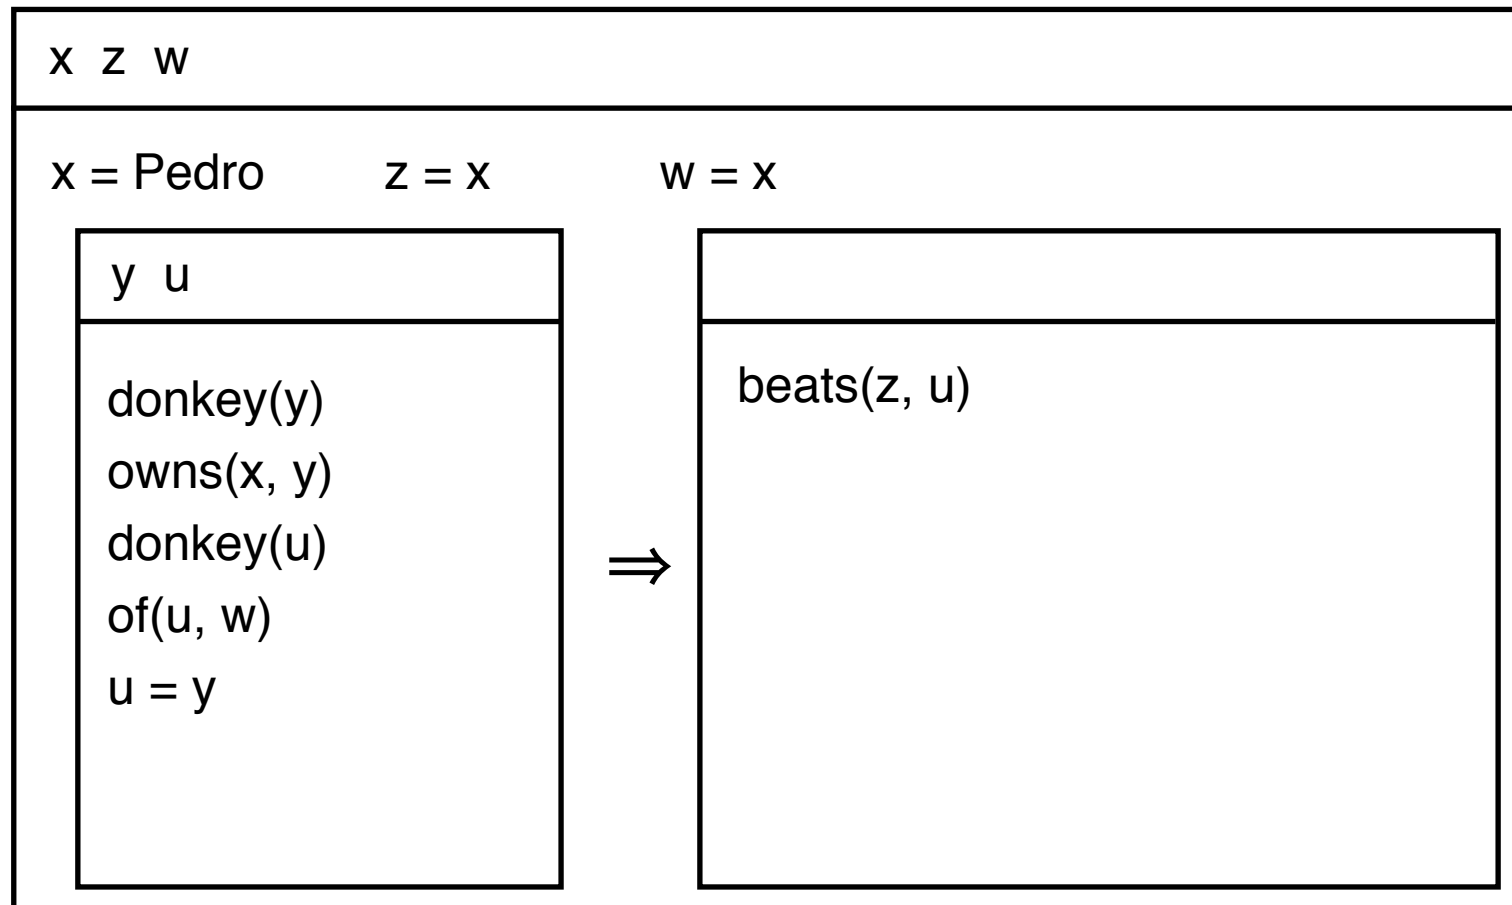 x z w
x = Pedro z = x w = x
y u
donkey(y)
owns(x, y)
donkey(u)
of(u, w)
u = y
⇒
beats(z, u)